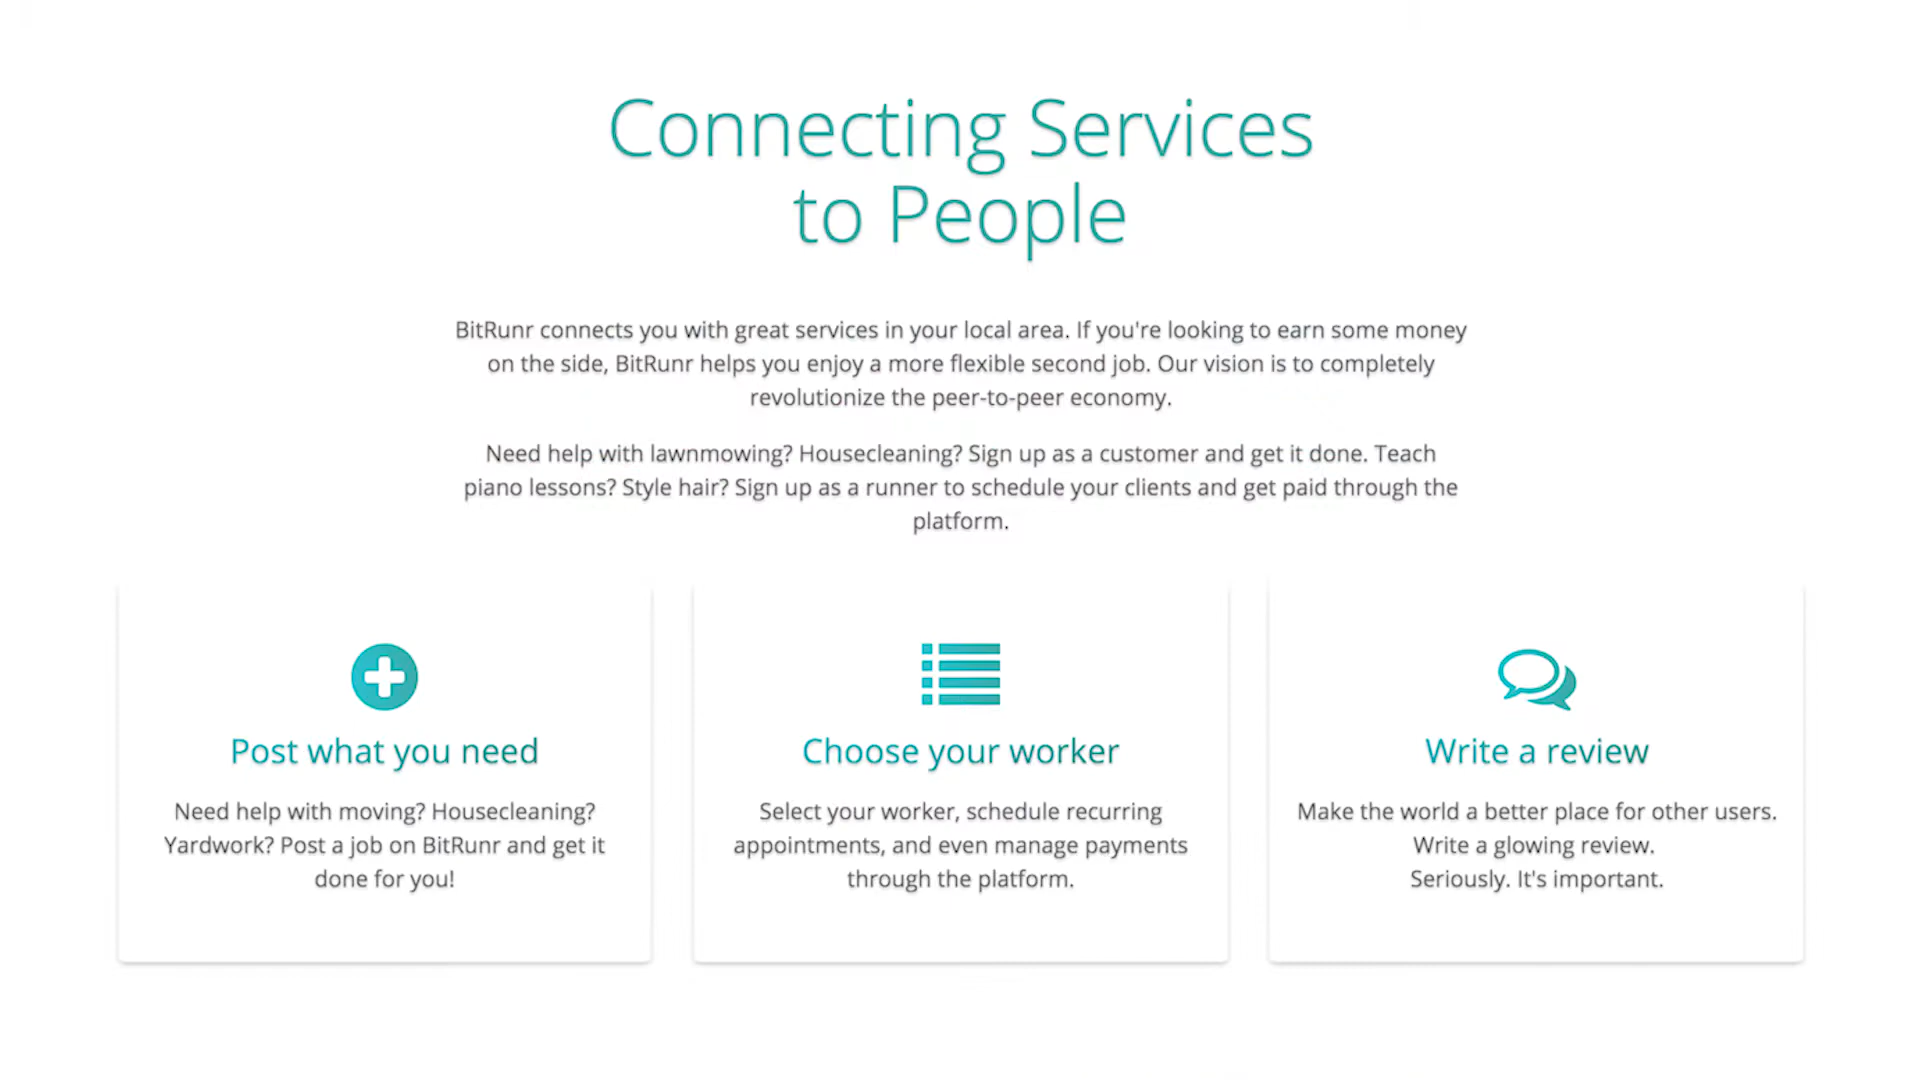 Connecting Services
to People
BitRunr connects you with great services in your local area. If you're looking to earn some money
on the side, BitRunr helps you enjoy a more flexible second job. Our vision is to completely
revolutionize the peer-to-peer economy.
Need help with lawnmowing? Housecleaning? Sign up as a customer and get it done. Teach
piano lessons? Style hair? Sign up as a runner to schedule your clients and get paid through the
platform.
Post what you need
Need help with moving? Housecleaning?
Yardwork? Post a job on BitRunr and get it
done for you!
Choose your worker
Select your worker, schedule recurring
appointments, and even manage payments
through the platform.
Write a review
Make the world a better place for other users.
Write a glowing review.
Seriously. It's important.